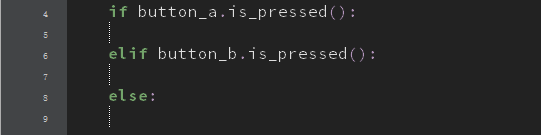 4 if button_a.is_pressed():
5
6 elif button_b.is_pressed():
7
8 else:
9